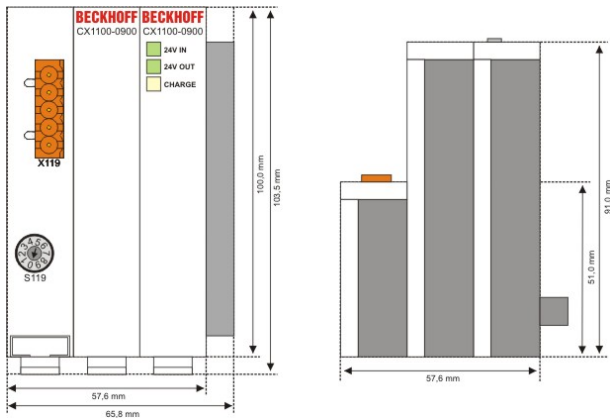 BECKHOFF BECKHOFF
CX1100-0900 CX1100-0900
24V IN
24V OUT
CHARGE
X119
1234567890
S119
100,0 mm
103,5 mm
57,6 mm
65,8 mm
91,0 mm
51,0 mm
57,6 mm